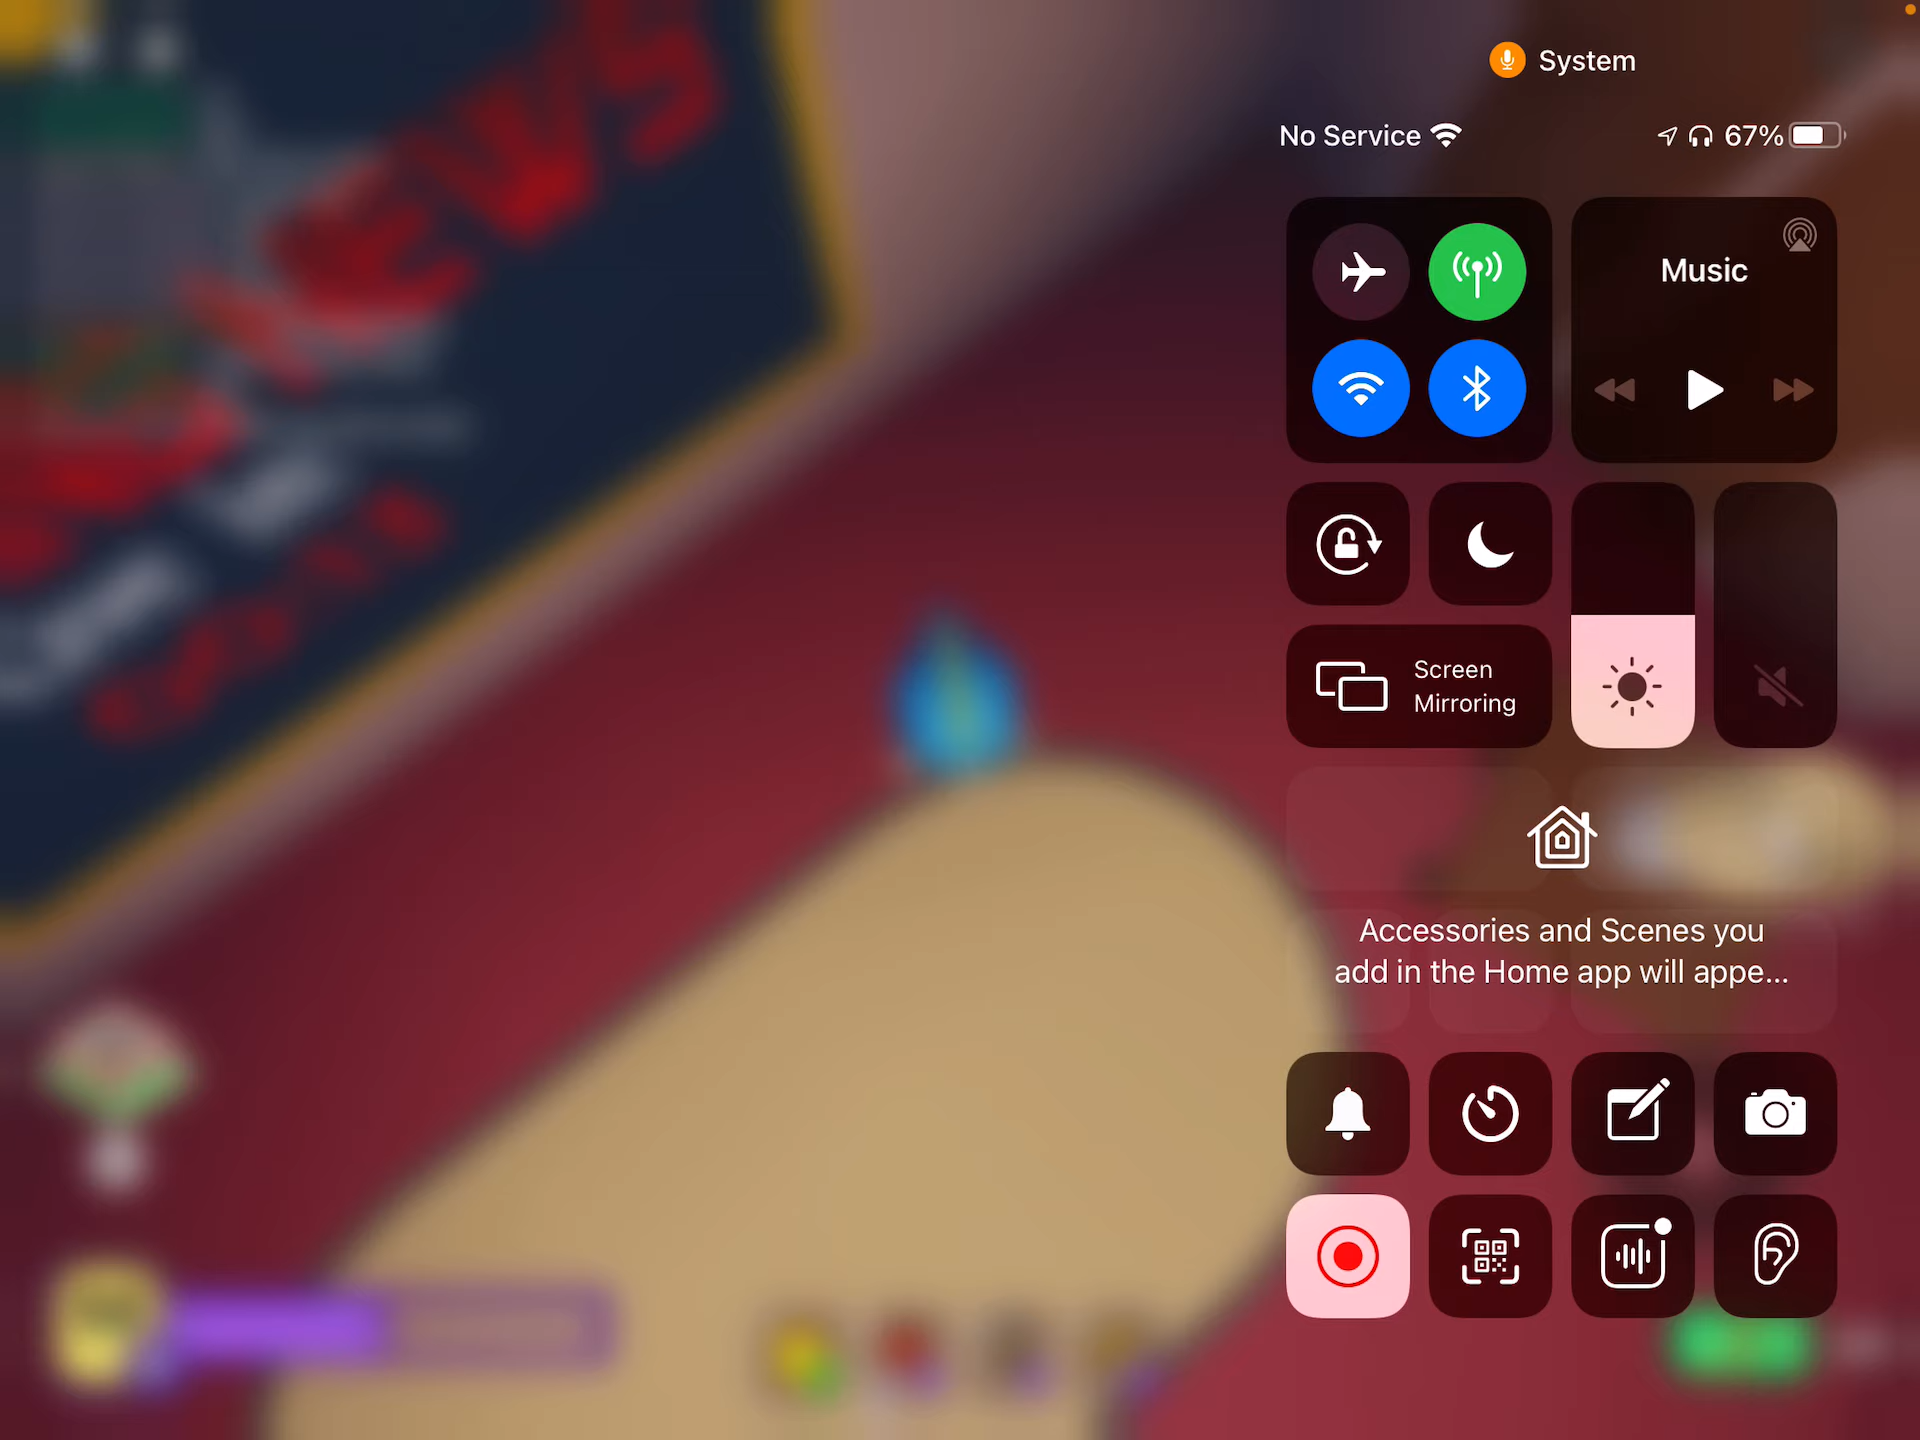 System
No Service
67%
Music
Screen
Mirroring
Accessories and Scenes you
add in the Home app will appe...